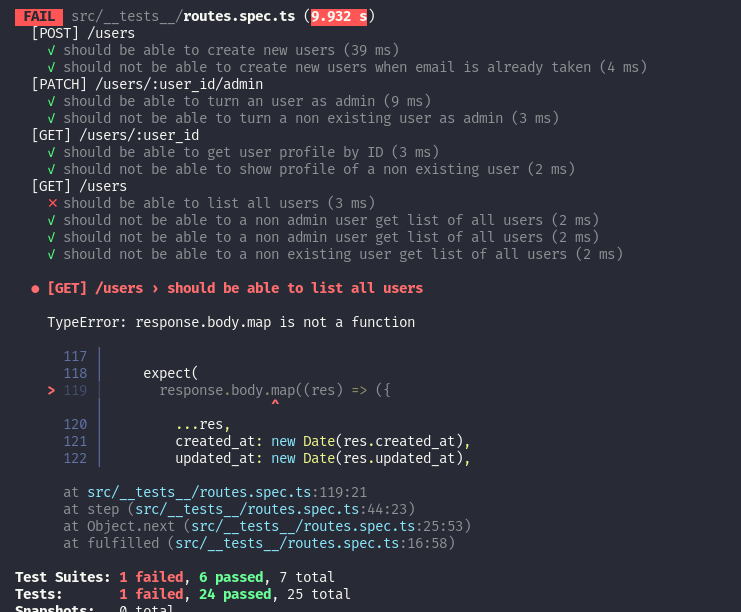 FAIL src/__tests__/routes.spec.ts (9.932 s)
[POST] /users
√ should be able to create new users (39 ms)
√ should not be able to create new users when email is already taken (4 ms)
[PATCH] /users/:user_id/admin
√ should be able to turn an user as admin (9 ms)
√ should not be able to turn a non existing user as admin (3 ms)
[GET] /users/:user_id
√ should be able to get user profile by ID (3 ms)
√ should not be able to show profile of a non existing user (2 ms)
[GET] /users
✕ should be able to list all users (3 ms)
√ should not be able to a non admin user get list of all users (2 ms)
√ should not be able to a non admin user get list of all users (2 ms)
√ should not be able to a non existing user get list of all users (2 ms)
● [GET] /users › should be able to list all users
TypeError: response.body.map is not a function
117 |
118 | expect(
> 119 | response.body.map((res) => ({
| ^
120 | ...res,
121 | created_at: new Date(res.created_at),
122 | updated_at: new Date(res.updated_at),
at src/__tests__/routes.spec.ts:119:21
at step (src/__tests__/routes.spec.ts:44:23)
at Object.next (src/__tests__/routes.spec.ts:25:53)
at fulfilled (src/__tests__/routes.spec.ts:16:58)
Test Suites: 1 failed, 6 passed, 7 total
Tests: 1 failed, 24 passed, 25 total
Snapshots: 0 total